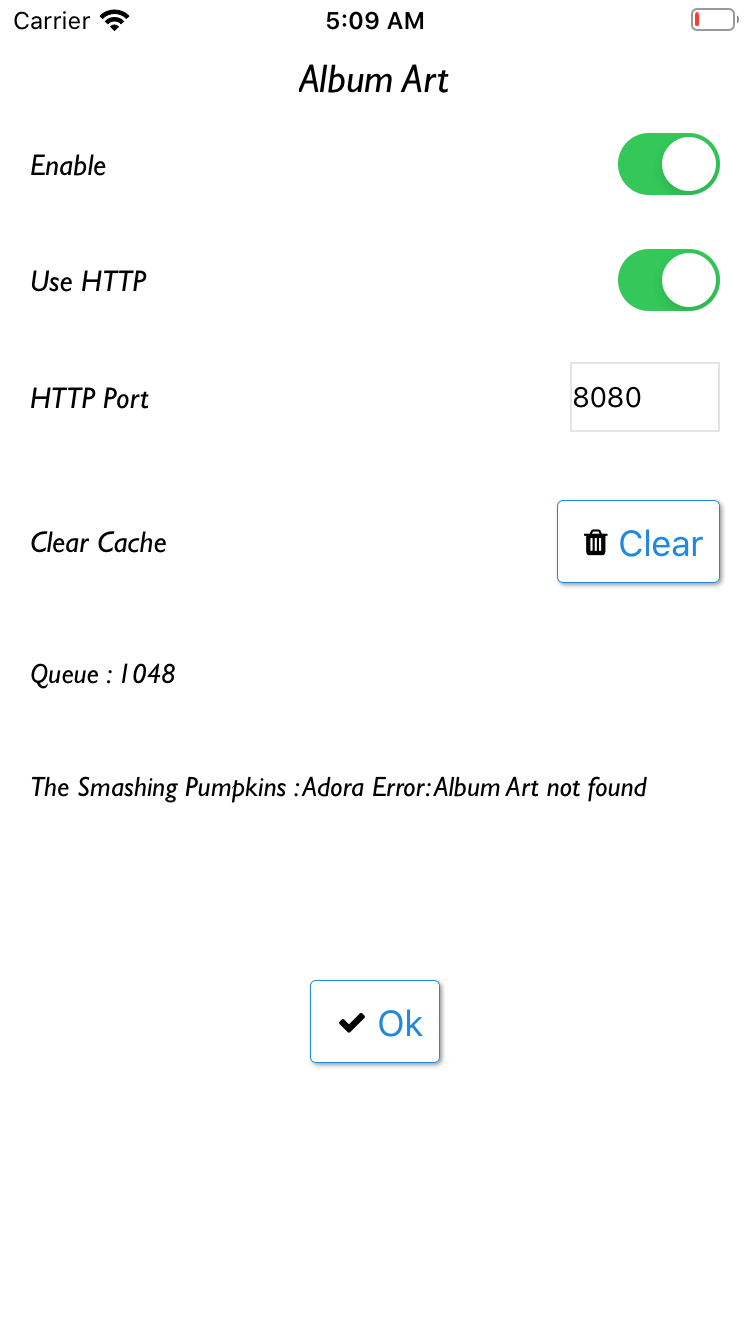 Carrier 5:09 AM
Album Art
Enable
Use HTTP
HTTP Port 8080
Clear Cache Clear
Queue : 1048
The Smashing Pumpkins : Adora Error: Album Art not found
Ok